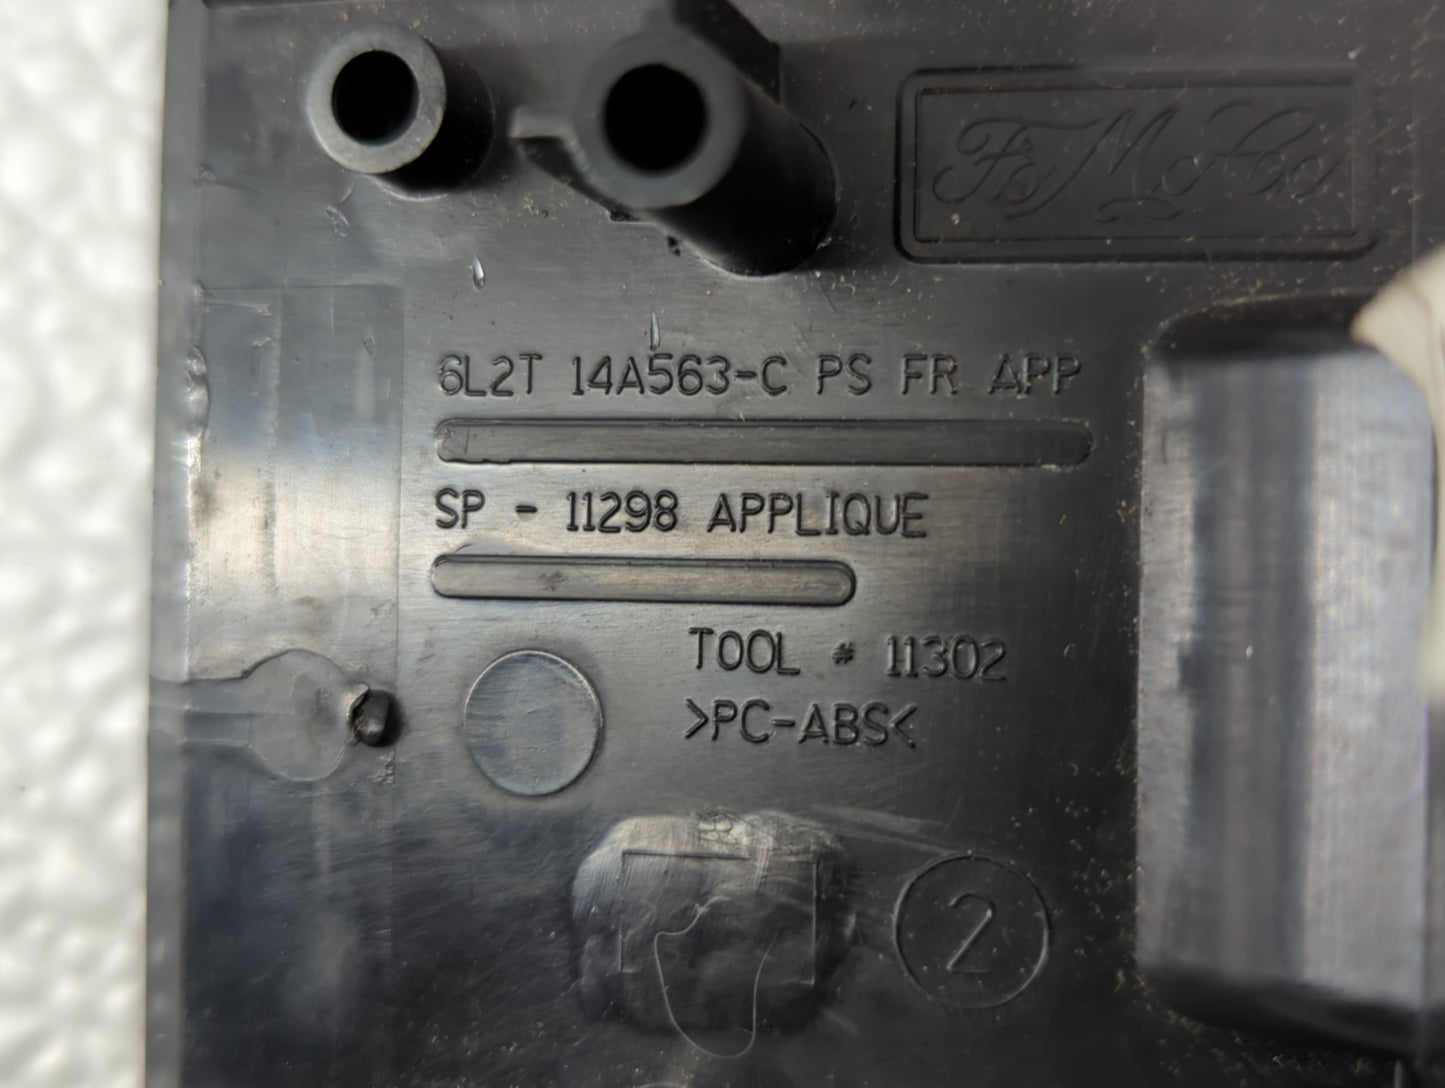 FoMoCo
6L2T 14A563-C PS FR APP
SP - 11298 APPLIQUE
TOOL # 11302
>PC-ABS<
2